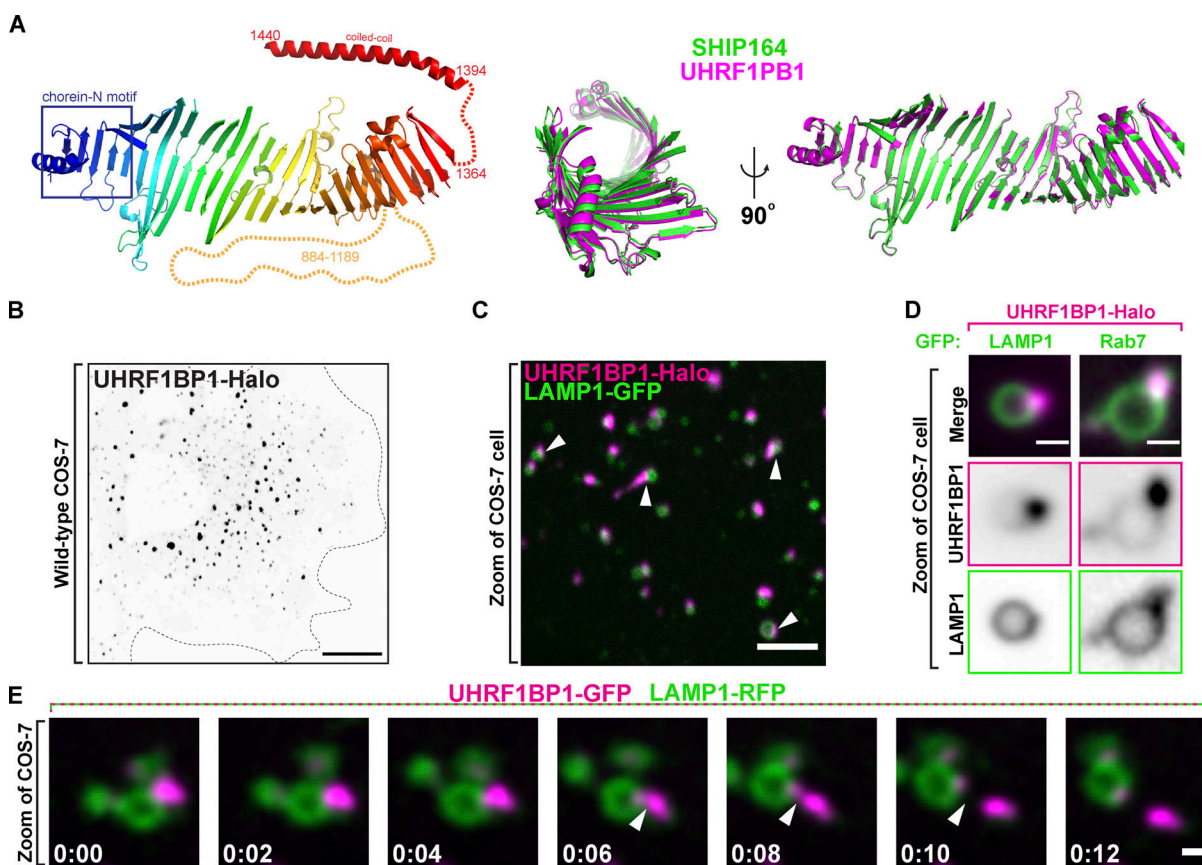 A
1440
coiled-coil
1394
chorein-N motif
1364
884-1189
SHIP164
UHRF1PB1
90°
B
Wild-type COS-7
UHRF1BP1-Halo
C
Zoom of COS-7 cell
UHRF1BP1-Halo
LAMP1-GFP
D
UHRF1BP1-Halo
GFP: LAMP1 Rab7
Zoom of COS-7 cell
Merge
UHRF1BP1
LAMP1
E
UHRF1BP1-GFP LAMP1-RFP
Zoom of COS-7
0:00 0:02 0:04 0:06 0:08 0:10 0:12